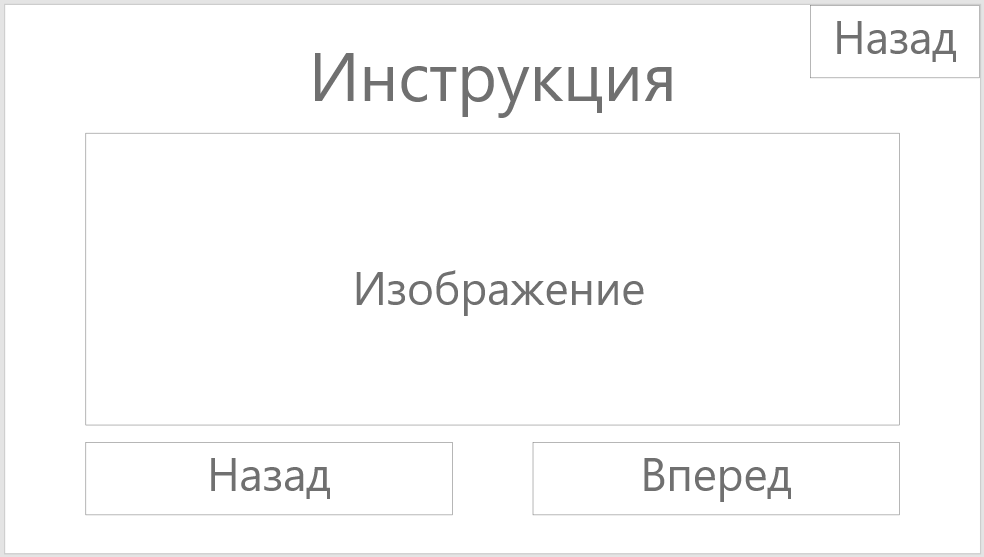 Назад
Инструкция
Изображение
Назад
Вперед